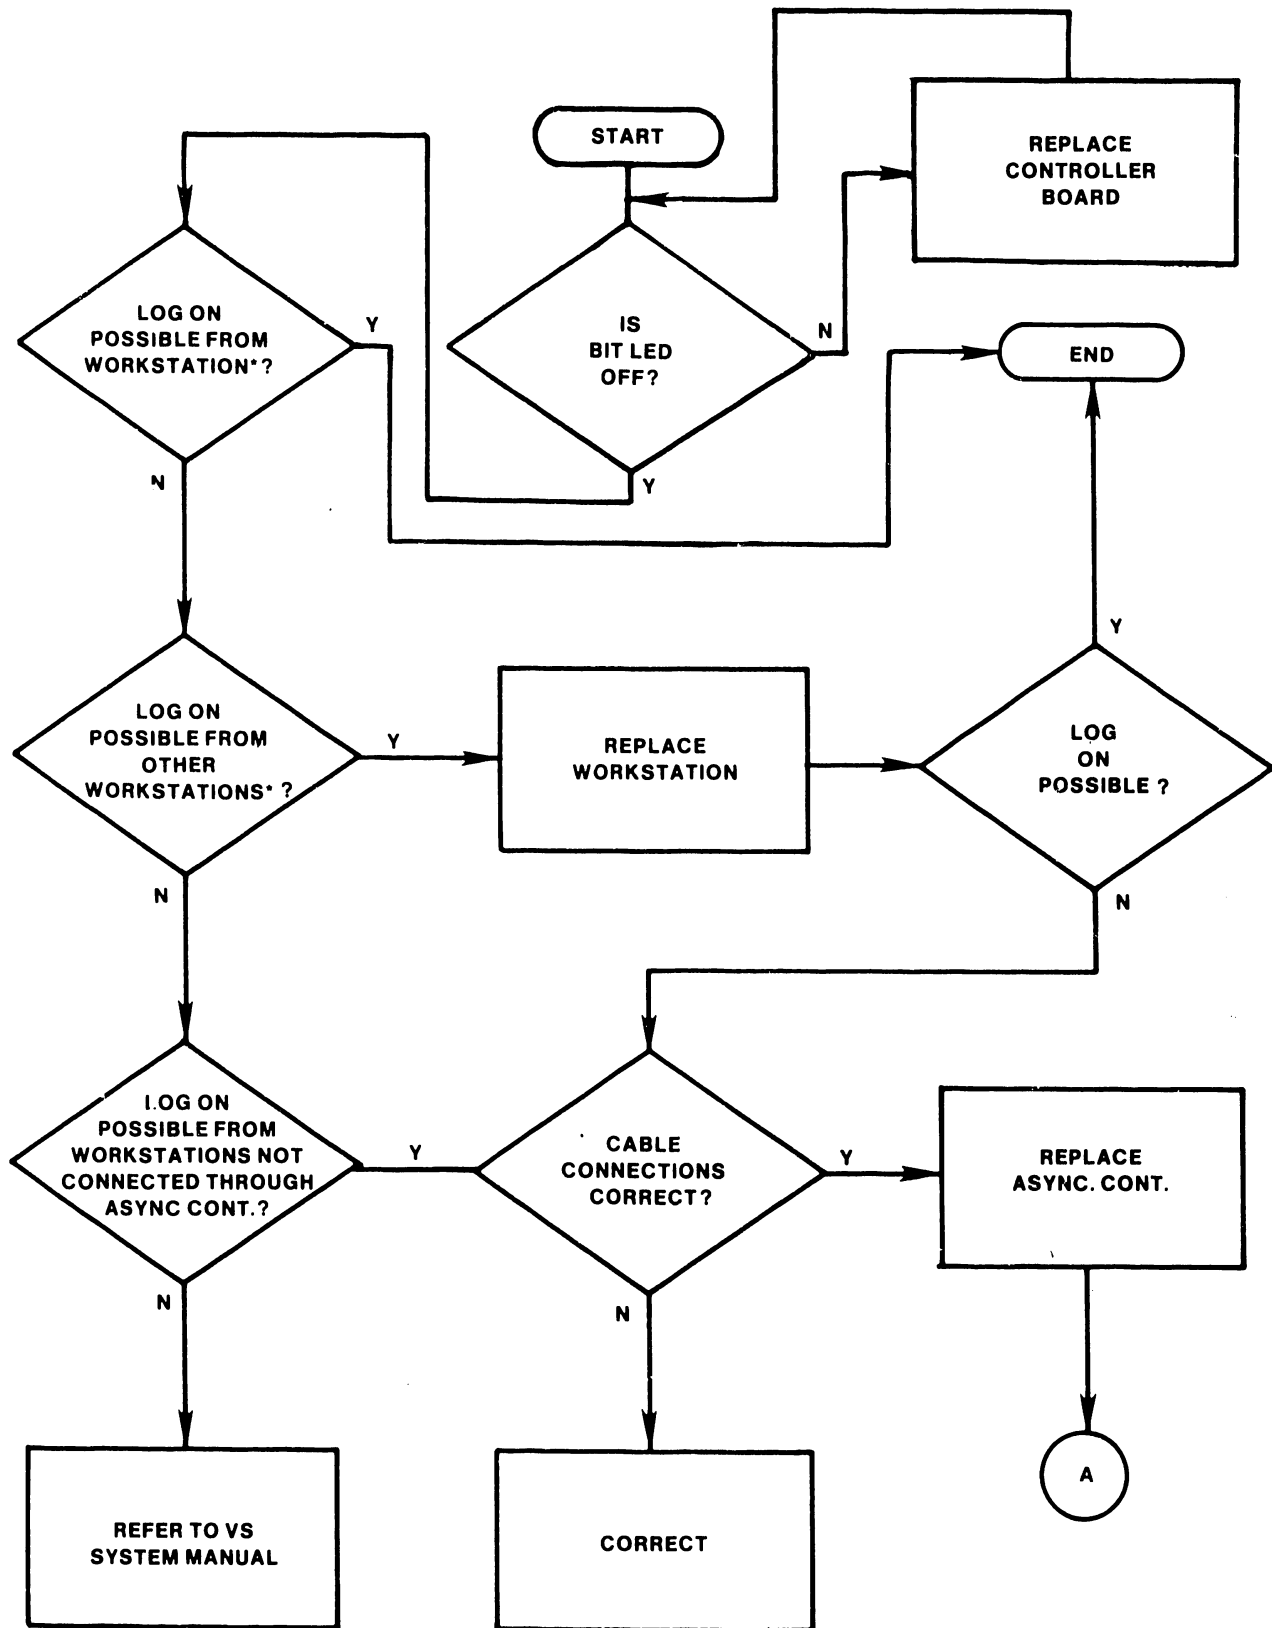 START
REPLACE
CONTROLLER
BOARD
LOG ON
POSSIBLE FROM
WORKSTATION*?
Y
IS
BIT LED
OFF?
N
END
N
Y
Y
LOG ON
POSSIBLE FROM
OTHER
WORKSTATIONS* ?
Y
REPLACE
WORKSTATION
LOG
ON
POSSIBLE ?
N
N
LOG ON
POSSIBLE FROM
WORKSTATIONS NOT
CONNECTED THROUGH
ASYNC CONT.?
Y
CABLE
CONNECTIONS
CORRECT?
Y
REPLACE
ASYNC. CONT.
N
N
A
REFER TO VS
SYSTEM MANUAL
CORRECT